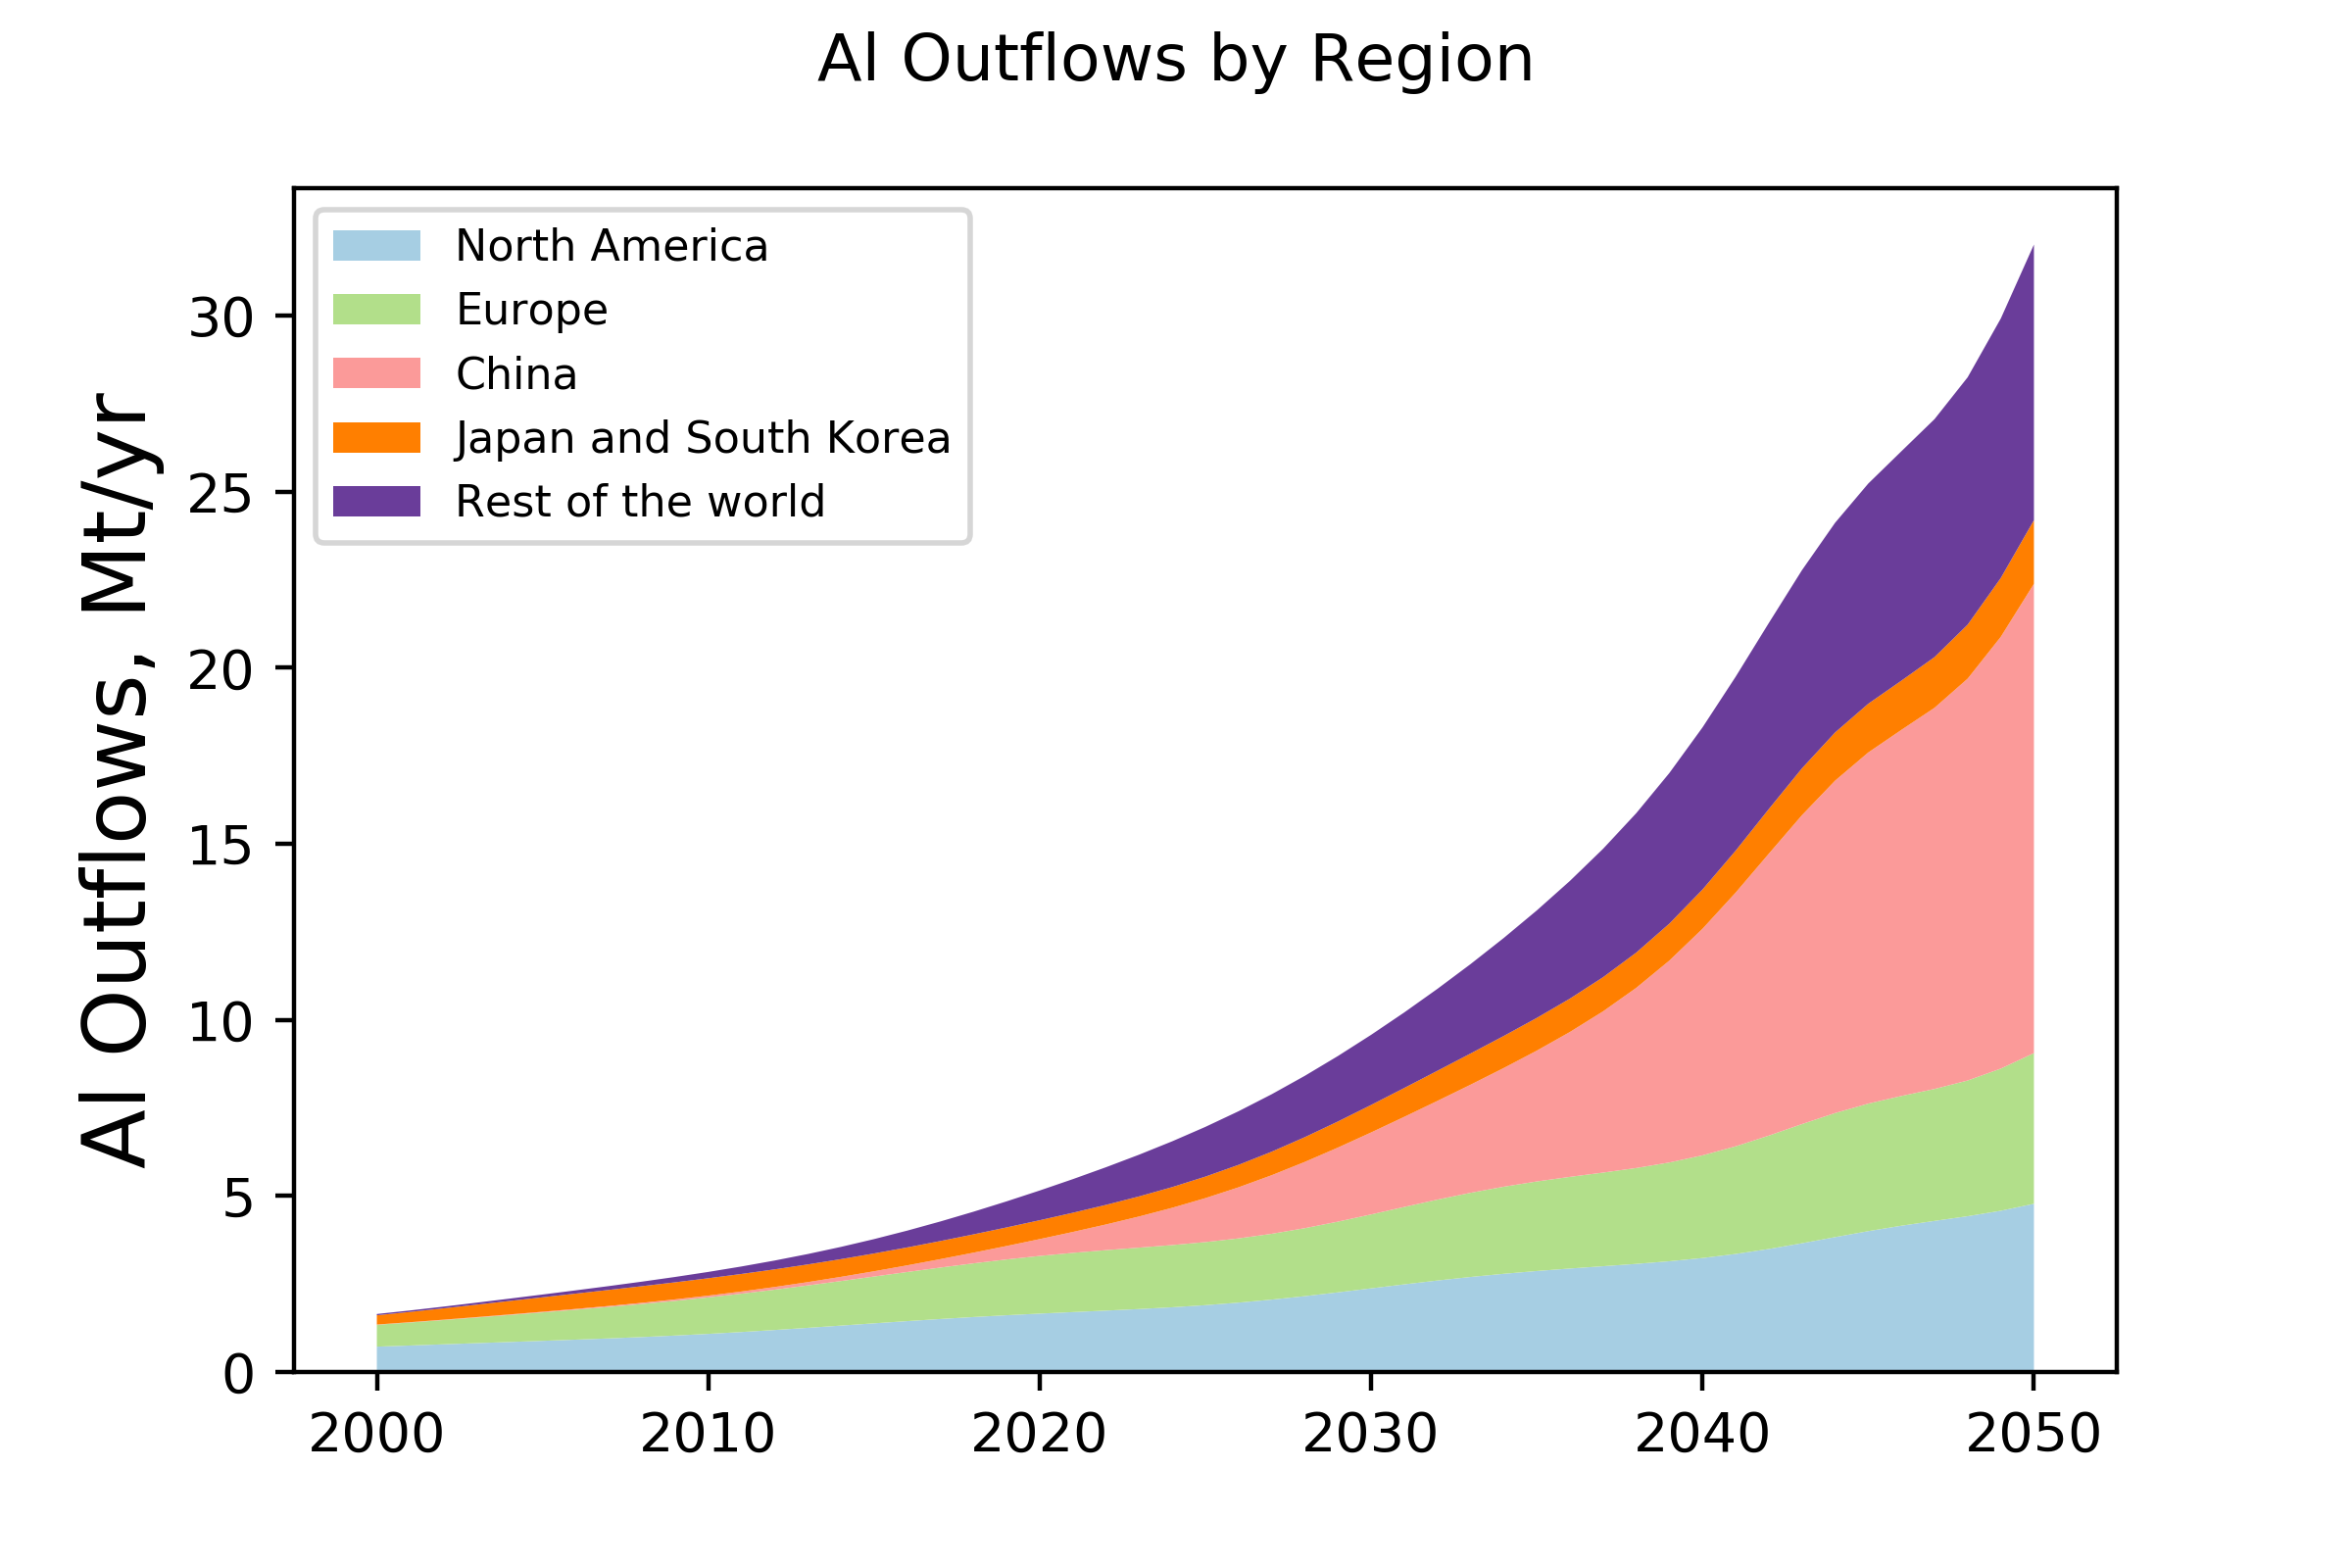 Al Outflows by Region
North America
Europe
China
Japan and South Korea
Rest of the world
Al Outflows, Mt/yr
30
25
20
15
10
5
0
2000 2010 2020 2030 2040 2050